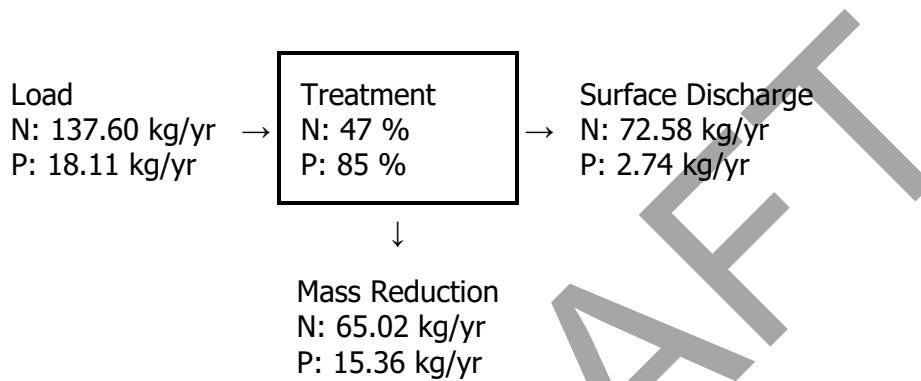 Load
N: 137.60 kg/yr
P: 18.11 kg/yr
→
Treatment
N: 47 %
P: 85 %
→
Surface Discharge
N: 72.58 kg/yr
P: 2.74 kg/yr
↓
Mass Reduction
N: 65.02 kg/yr
P: 15.36 kg/yr
AFT